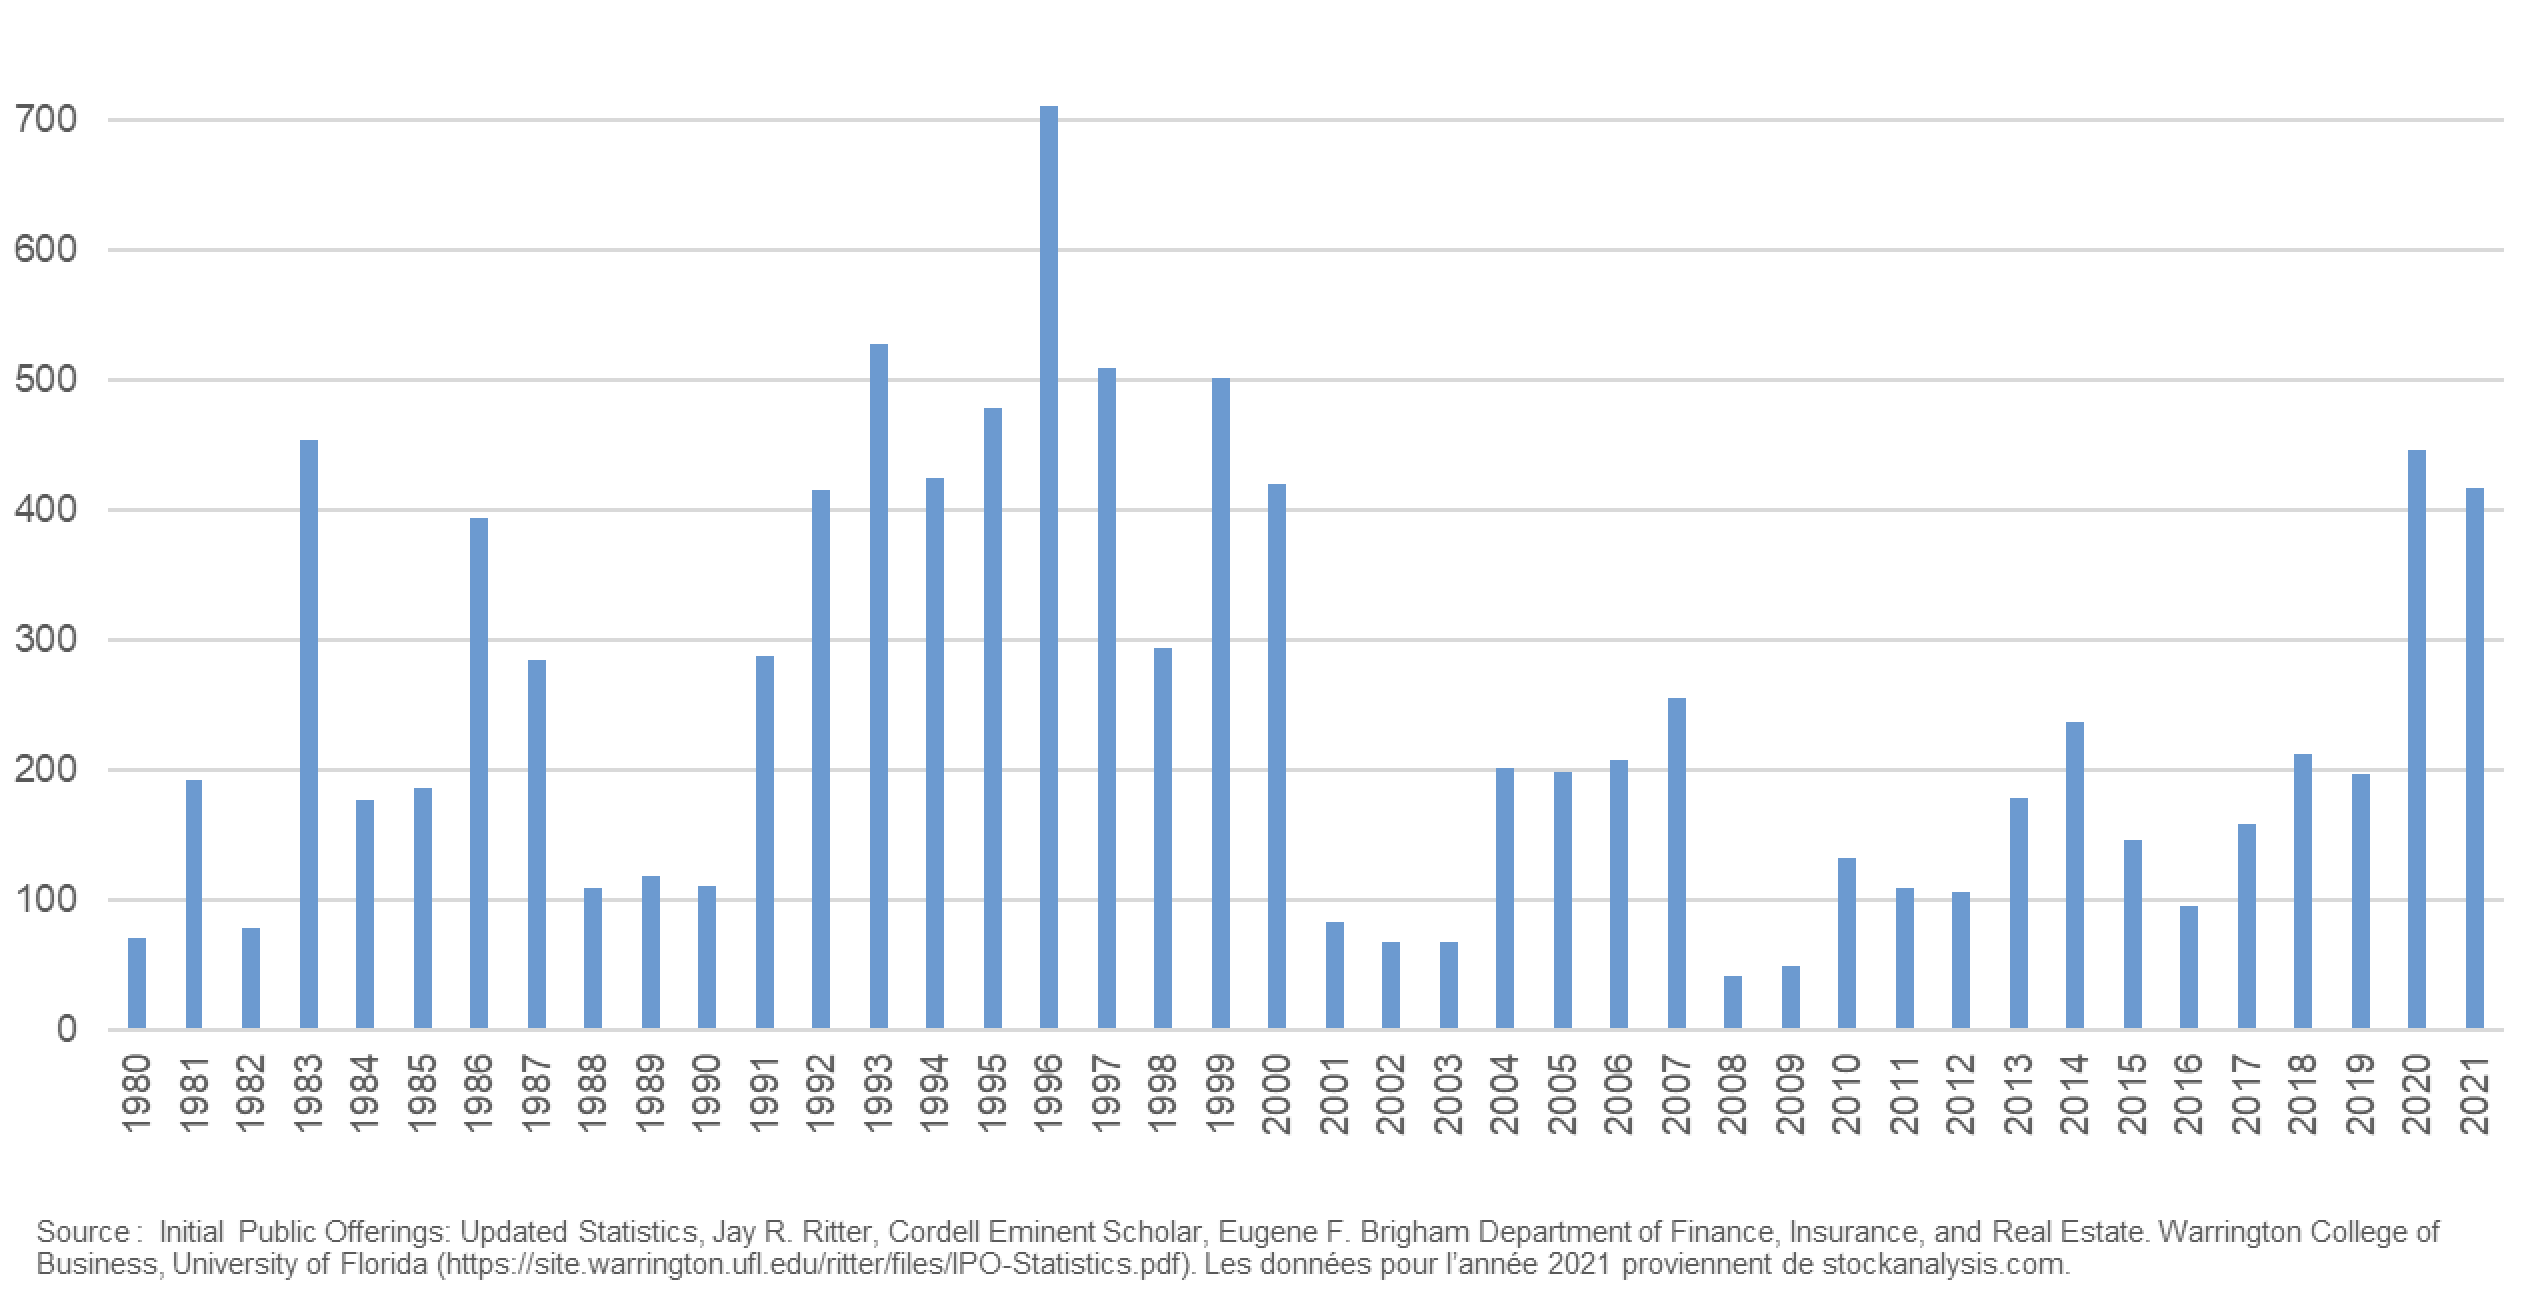 700
600
500
400
300
200
100
0
1980 1981 1982 1983 1984 1985 1986 1987 1988 1989 1990 1991 1992 1993 1994 1995 1996 1997 1998 1999 2000 2001 2002 2003 2004 2005 2006 2007 2008 2009 2010 2011 2012 2013 2014 2015 2016 2017 2018 2019 2020 2021
Source : Initial Public Offerings: Updated Statistics, Jay R. Ritter, Cordell Eminent Scholar, Eugene F. Brigham Department of Finance, Insurance, and Real Estate. Warrington College of
Business, University of Florida (https://site.warrington.ufl.edu/ritter/files/IPO-Statistics.pdf). Les données pour l’année 2021 proviennent de stockanalysis.com.